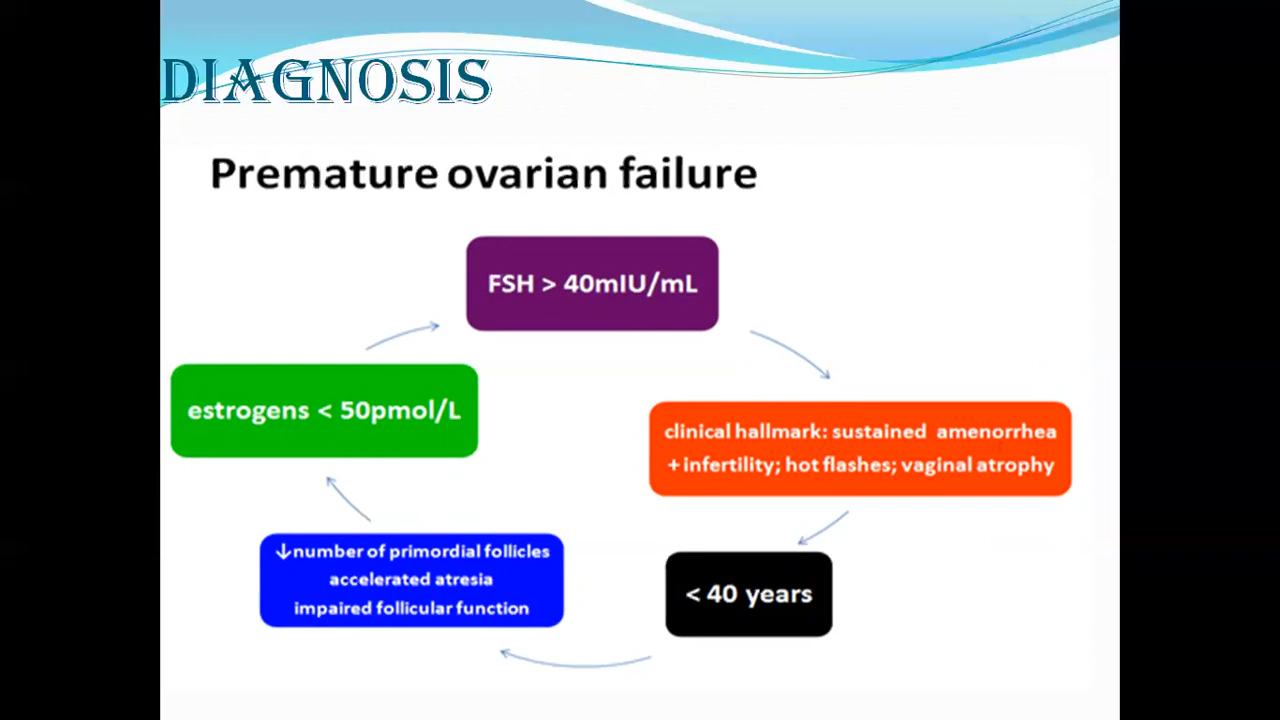 DIAGNOSIS
Premature ovarian failure
FSH > 40mIU/mL
clinical hallmark: sustained amenorrhea
+ infertility; hot flashes; vaginal atrophy
< 40 years
↓number of primordial follicles
accelerated atresia
impaired follicular function
estrogens < 50pmol/L